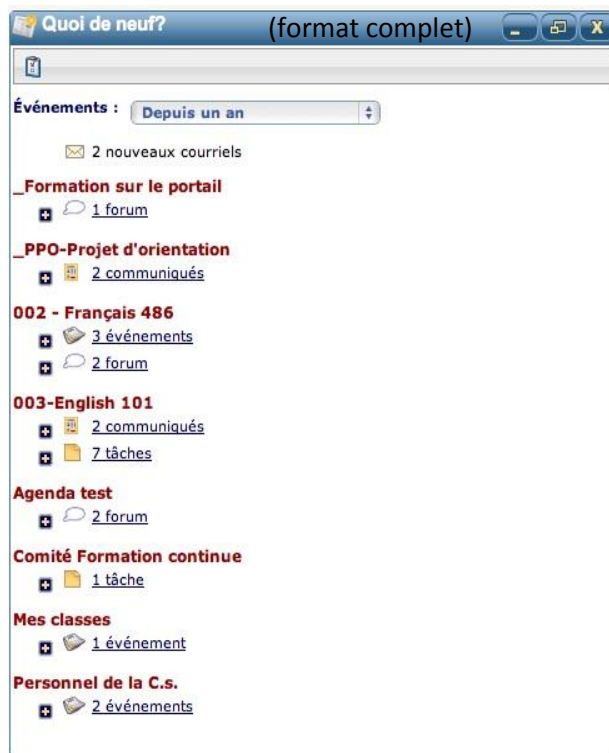 Quoi de neuf? (format complet)
Événements : Depuis un an
2 nouveaux courriels
_Formation sur le portail
1 forum
_PPO-Projet d'orientation
2 communiqués
002 - Français 486
3 événements
2 forum
003-English 101
2 communiqués
7 tâches
Agenda test
2 forum
Comité Formation continue
1 tâche
Mes classes
1 événement
Personnel de la C.s.
2 événements